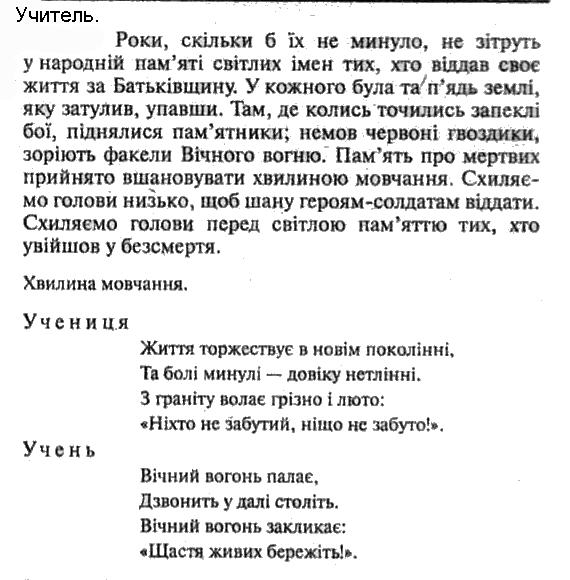 Учитель.
Роки, скільки б їх не минуло, не зітруть
у народній пам’яті світлих імен тих, хто віддав своє
життя за Батьківщину. У кожного була та п’ядь землі,
яку затулив, упавши. Там, де колись точились запеклі
бої, піднялися пам’ятники; немов червоні гвоздики,
зоріють факели Вічного вогню. Пам’ять про мертвих
прийнято вшановувати хвилиною мовчання. Схиляє-
мо голови низько, щоб шану героям-солдатам віддати.
Схиляємо голови перед світлою пам’яттю тих, хто
увійшов у безсмертя.
Хвилина мовчання.
Учениця
Життя торжествує в новім поколінні,
Та болі минулі — довіку нетлінні.
З граніту волає грізно і люто:
«Ніхто не забутий, ніщо не забуто!».
Учень
Вічний вогонь палає,
Дзвонить у далі століть.
Вічний вогонь закликає:
«Щастя живих бережіть!».